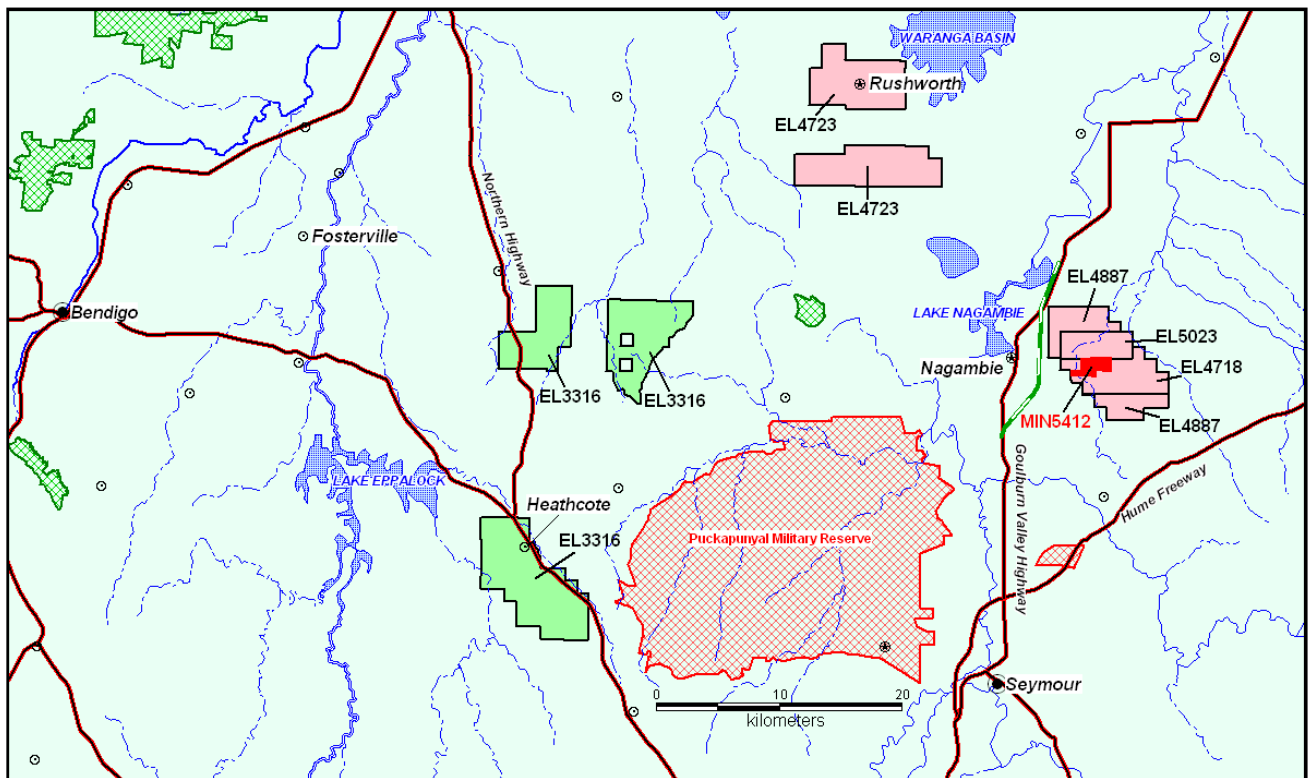 WARANGA BASIN
Rushworth
EL4723
EL4723
Northern Highway
Fosterville
Bendigo
LAKE NAGAMBIE
EL4887
EL5023
EL4718
Nagambie
EL3316
EL3316
MIN5412
EL4887
Goulburn Valley Highway
Hume Freeway
LAKE EPPALOCK
Heathcote
EL3316
Puckapunyal Military Reserve
Seymour
0 10 20
kilometers